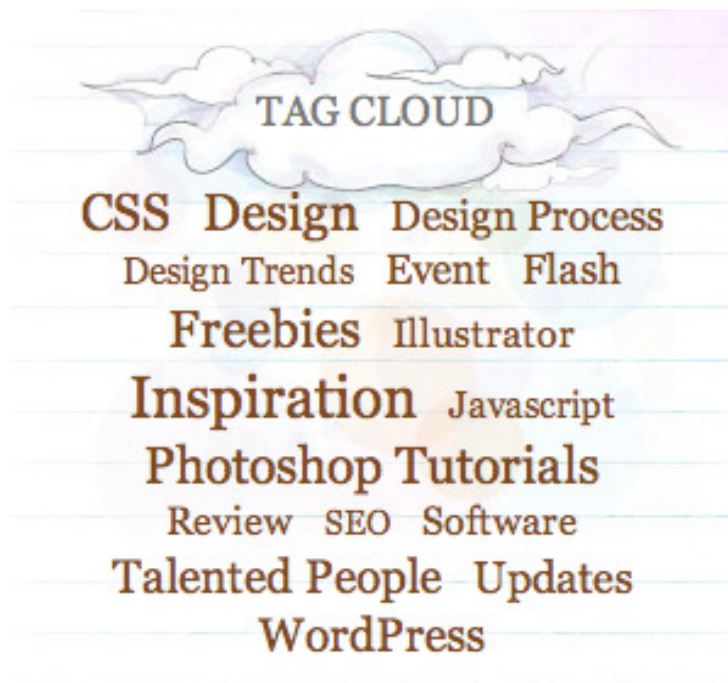 TAG CLOUD
CSS Design Design Process
Design Trends Event Flash
Freebies Illustrator
Inspiration Javascript
Photoshop Tutorials
Review SEO Software
Talented People Updates
WordPress